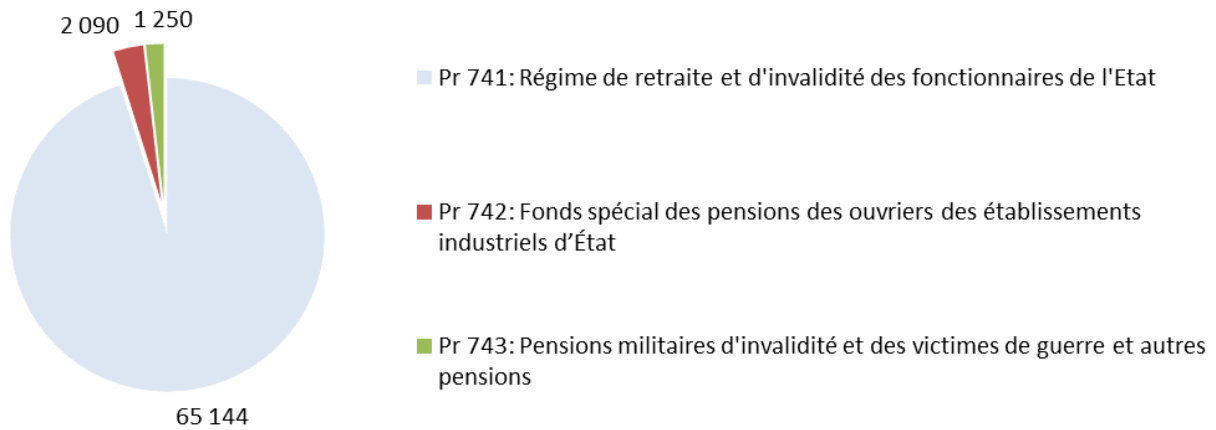 2 090
1 250
65 144
Pr 741: Régime de retraite et d'invalidité des fonctionnaires de l'Etat
Pr 742: Fonds spécial des pensions des ouvriers des établissements
industriels d’État
Pr 743: Pensions militaires d'invalidité et des victimes de guerre et autres
pensions